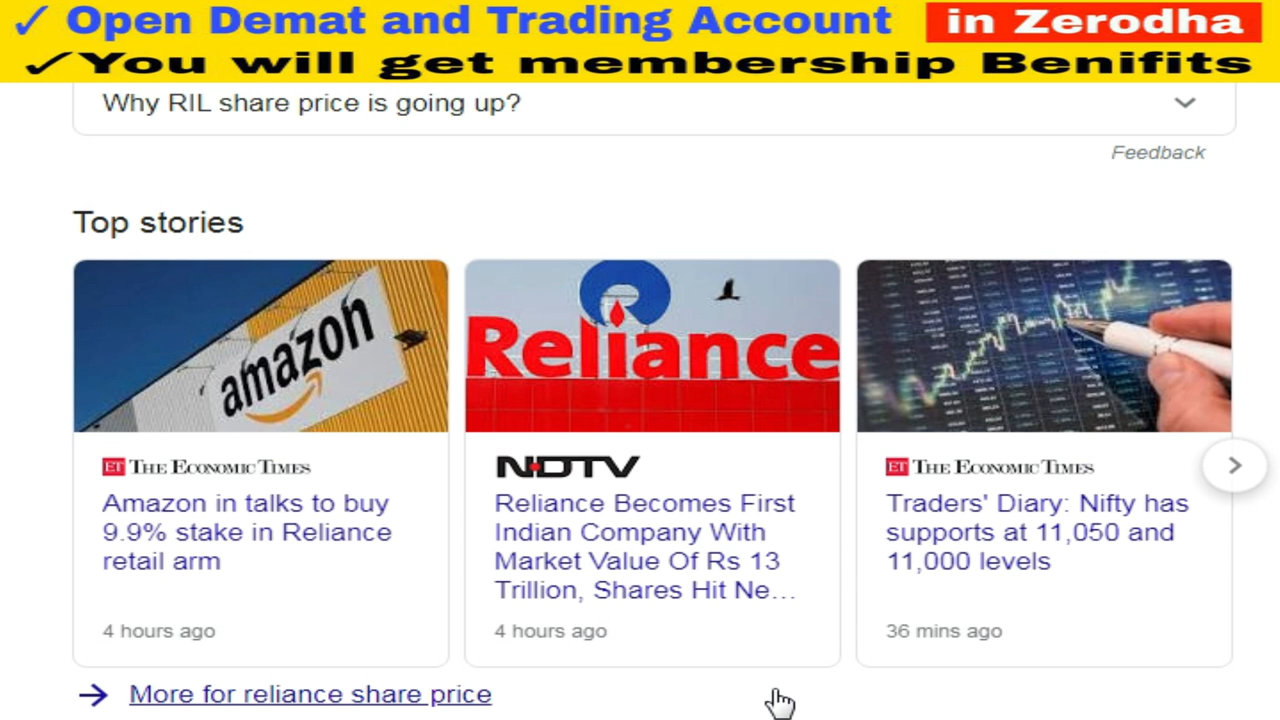 ✓ Open Demat and Trading Account in Zerodha
✓You will get membership Benifits
Why RIL share price is going up?
Feedback
Top stories
amazon
Reliance
ET THE ECONOMIC TIMES
NDTV
ET THE ECONOMIC TIMES
Amazon in talks to buy
9.9% stake in Reliance
retail arm
4 hours ago
Reliance Becomes First
Indian Company With
Market Value Of Rs 13
Trillion, Shares Hit Ne...
4 hours ago
Traders' Diary: Nifty has
supports at 11,050 and
11,000 levels
36 mins ago
→ More for reliance share price